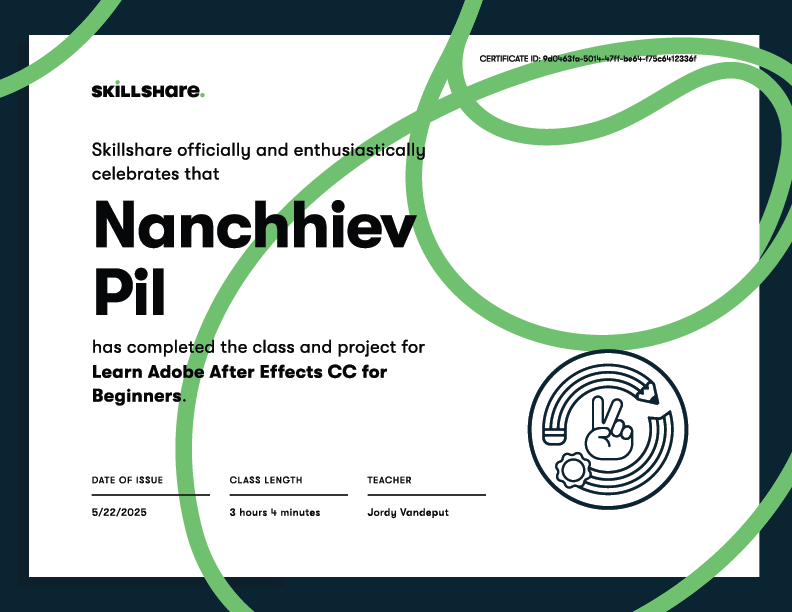 CERTIFICATE ID: 9d0463fa-5014-47ff-be64-f75c6412336f
SKILLSHare.
Skillshare officially and enthusiastically
celebrates that
Nanchhiev
Pil
has completed the class and project for
Learn Adobe After Effects CC for
Beginners.
DATE OF ISSUE CLASS LENGTH TEACHER
5/22/2025 3 hours 4 minutes Jordy Vandeput